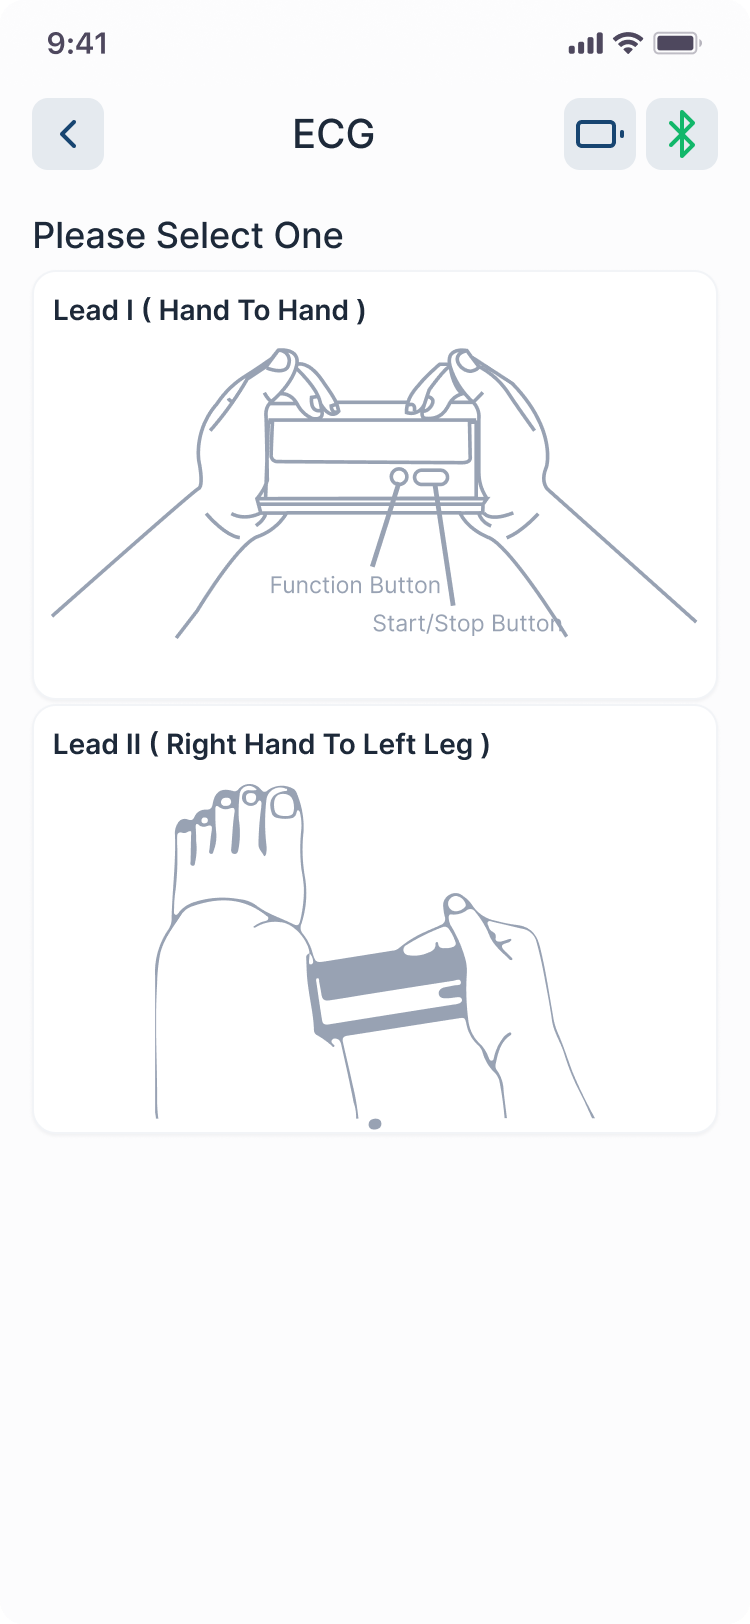 9:41
ECG
Please Select One
Lead I ( Hand To Hand )
Function Button
Start/Stop Button
Lead II ( Right Hand To Left Leg )